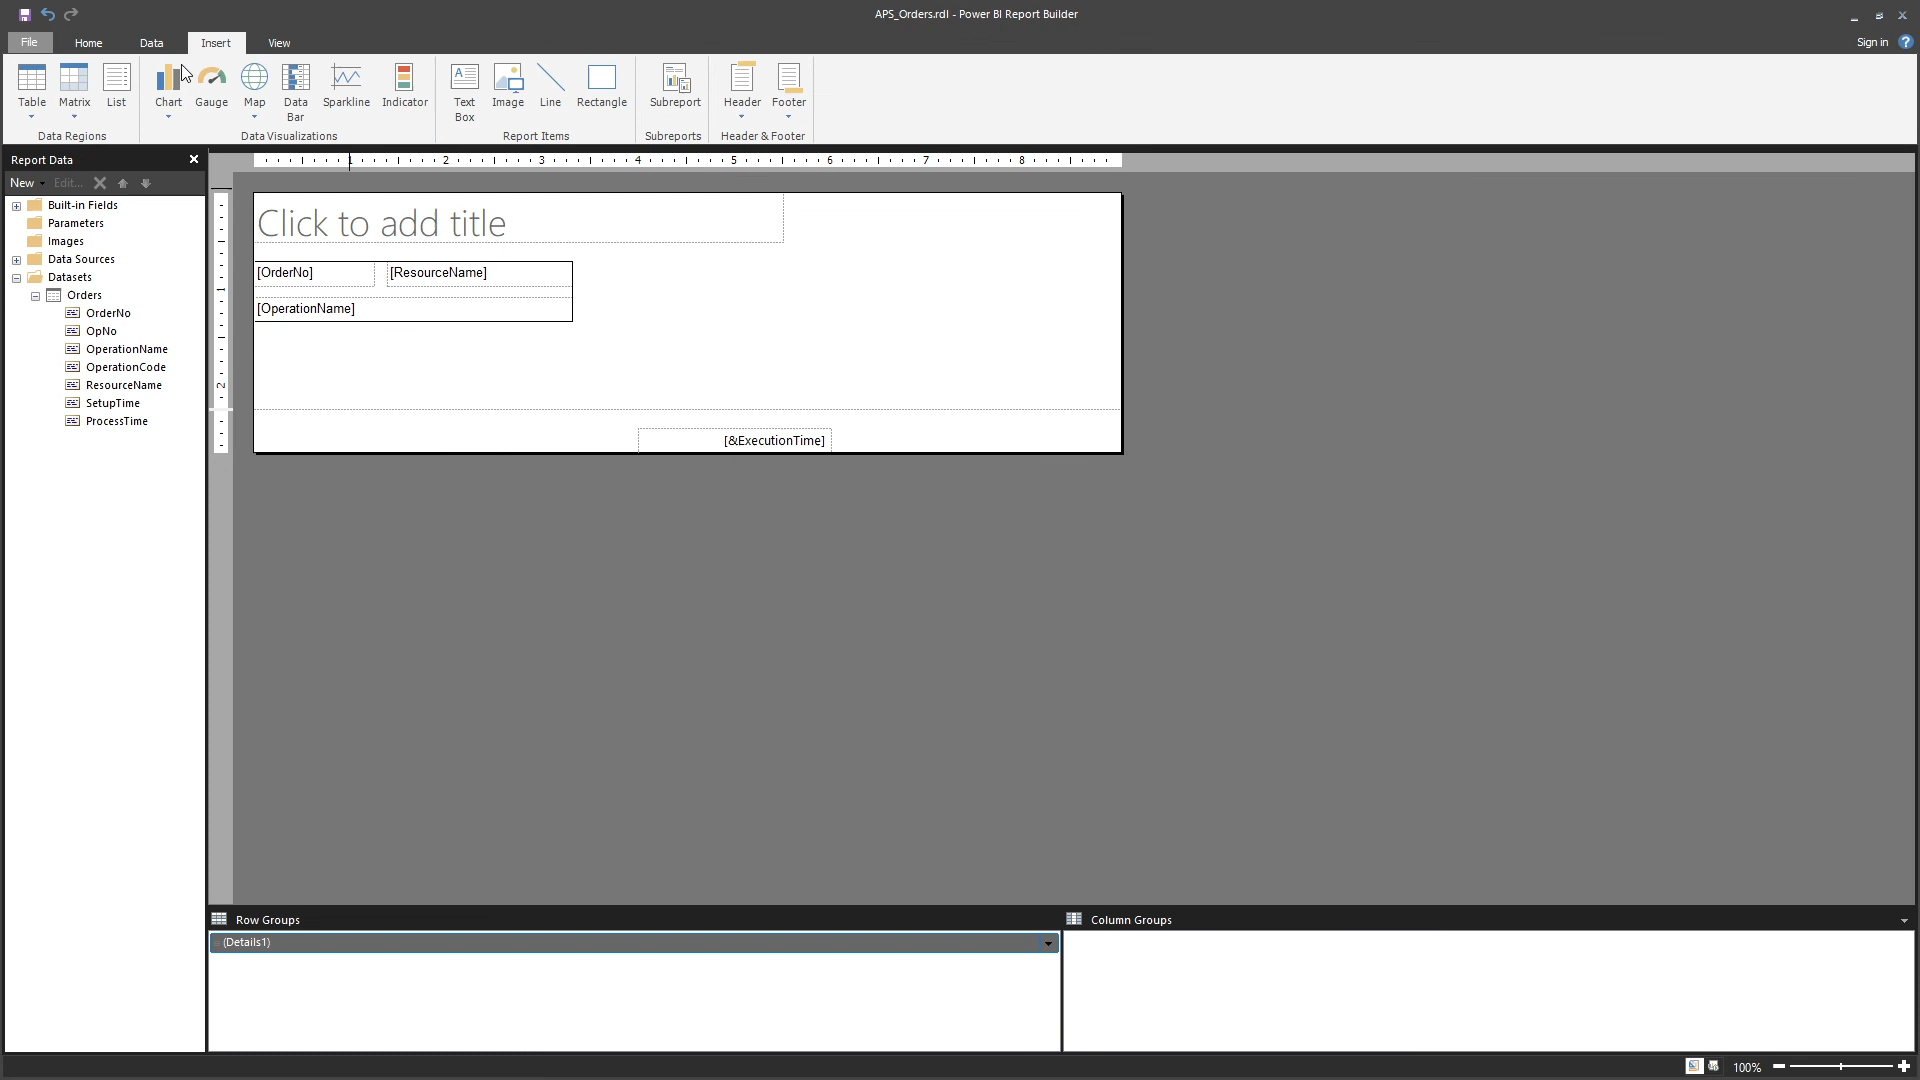 APS_Orders.rdl - Power BI Report Builder
File Home Data Insert View
Sign in ?
Table Matrix List Chart Gauge Map Data Bar Sparkline Indicator Text Box Image Line Rectangle Subreport Header Footer
Data Regions Data Visualizations Report Items Subreports Header & Footer
Report Data
New Edit...
Built-in Fields
Parameters
Images
Data Sources
Datasets
Orders
OrderNo
OpNo
OperationName
OperationCode
ResourceName
SetupTime
ProcessTime
1 2 3 4 5 6 7 8
1
2
Click to add title
[OrderNo] [ResourceName]
[OperationName]
[&ExecutionTime]
Row Groups
(Details1)
Column Groups
100%